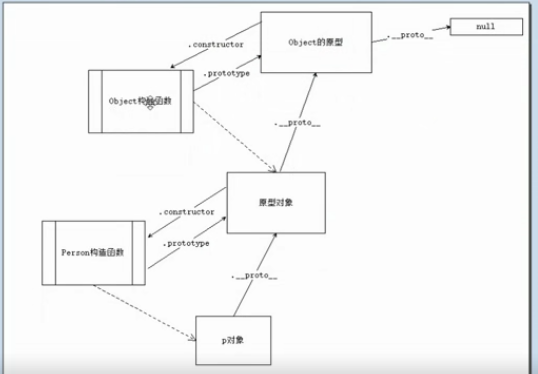 .constructor
Object的原型
.__proto__
null
.prototype
Object构造函数
.__proto__
.constructor
原型对象
.prototype
Person构造函数
.__proto__
p对象